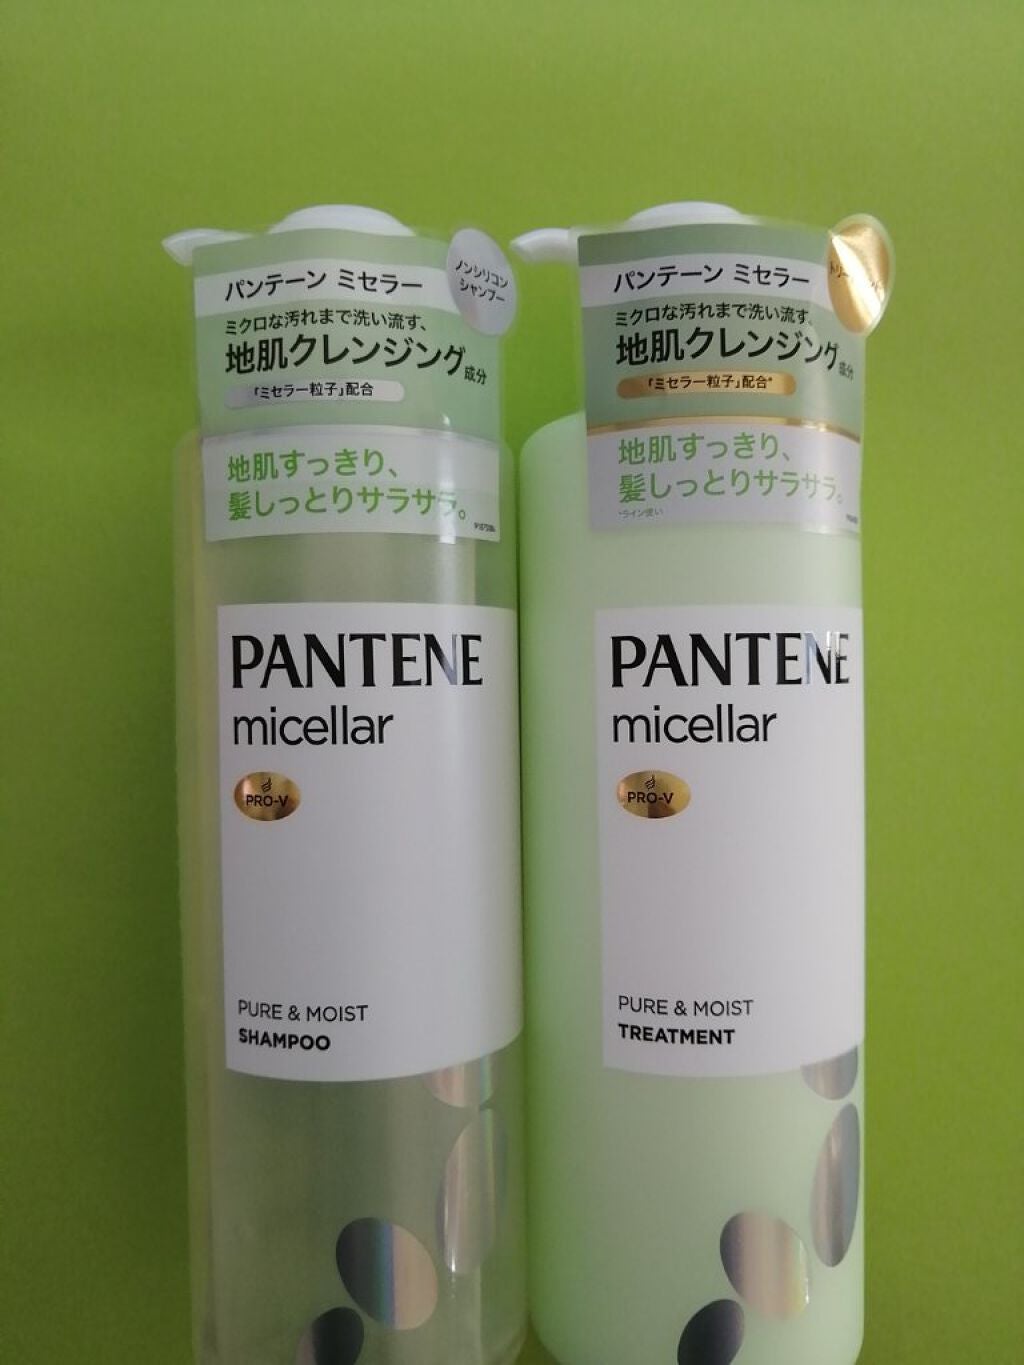 パンテーン ミセラー
ノンシリコン
シャンプー
ミクロな汚れまで洗い流す、
地肌クレンジング成分
「ミセラー粒子」配合
地肌すっきり、
髪しっとりサラサラ。
PANTENE
micellar
PRO-V
PURE & MOIST
SHAMPOO
パンテーン ミセラー
ミクロな汚れまで洗い流す、
地肌クレンジング成分
「ミセラー粒子」配合*
地肌すっきり、
髪しっとりサラサラ。
*ライン使い
PANTENE
micellar
PRO-V
PURE & MOIST
TREATMENT